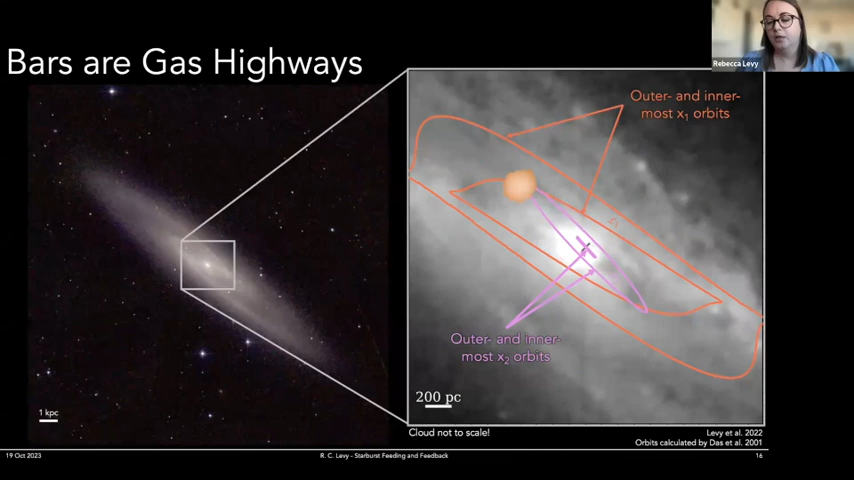 Rebecca Levy
Bars are Gas Highways
Outer- and inner-
most x₁ orbits
Outer- and inner-
most x₂ orbits
200 pc
1 kpc
Cloud not to scale!
Levy et al. 2022
Orbits calculated by Das et al. 2001
19 Oct 2023
R. C. Levy - Starburst Feeding and Feedback
16